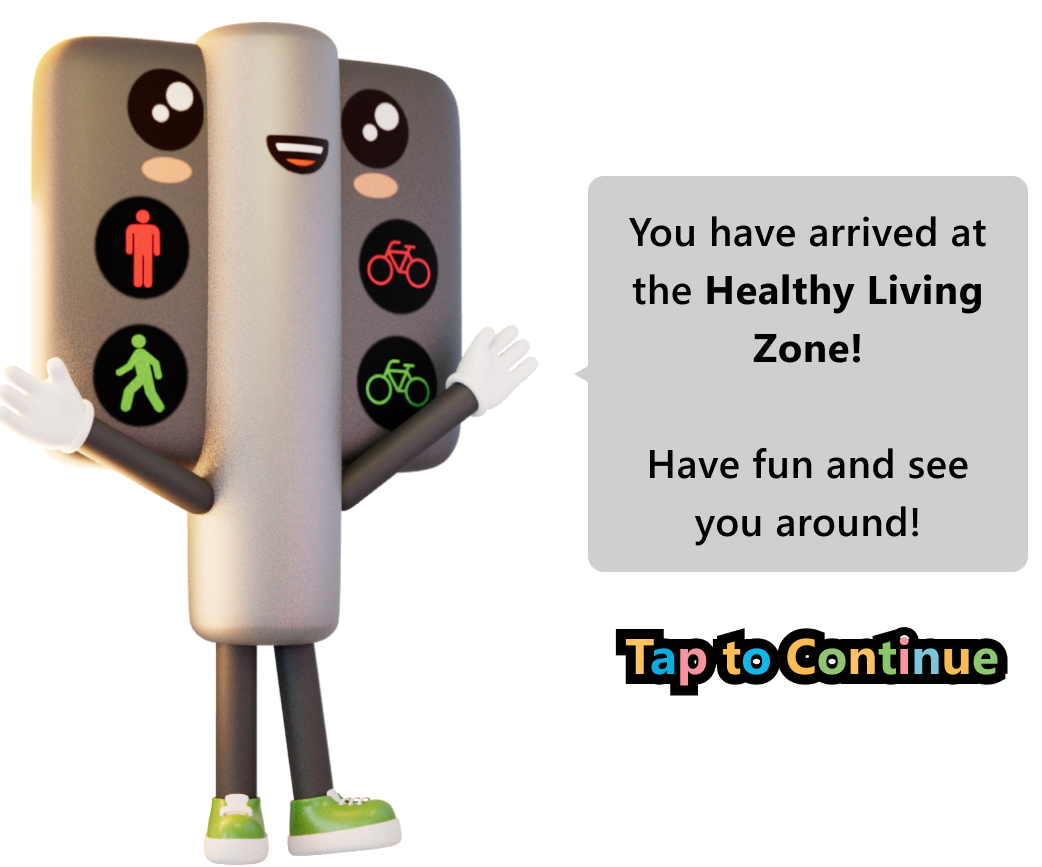 You have arrived at
the Healthy Living
Zone!
Have fun and see
you around!
Tap to Continue